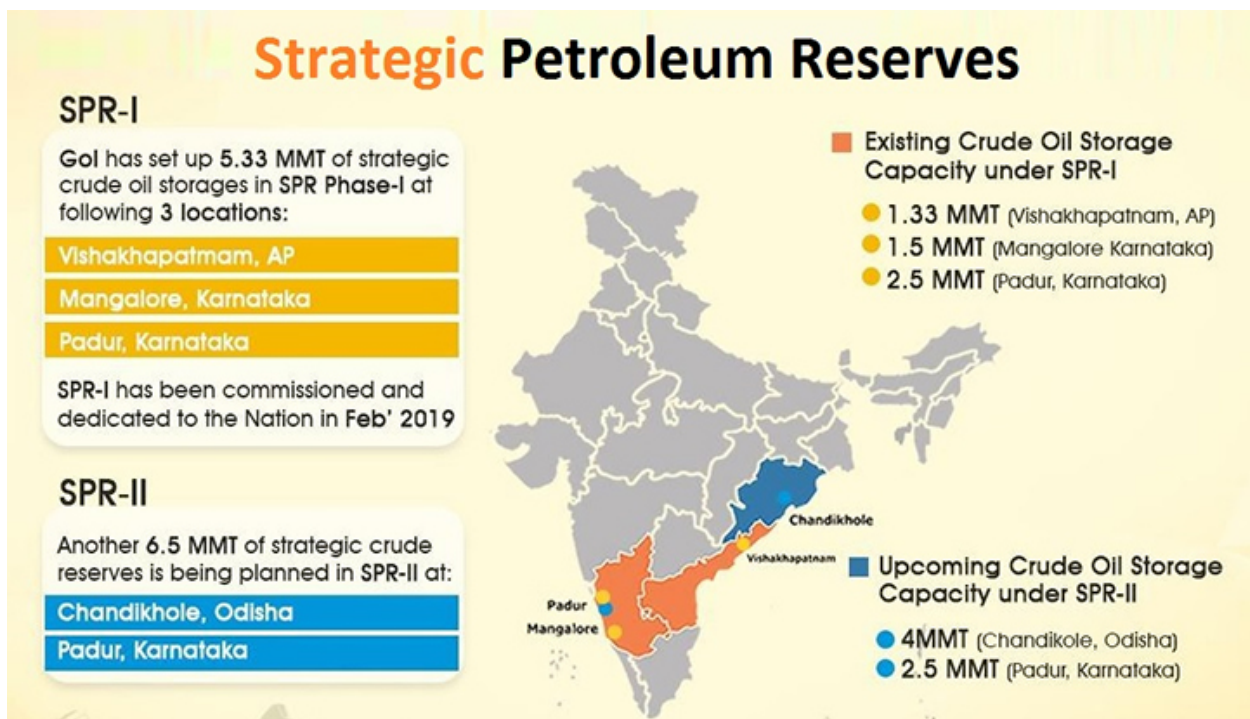 Strategic Petroleum Reserves
SPR-I
GoI has set up 5.33 MMT of strategic
crude oil storages in SPR Phase-I at
following 3 locations:
Vishakhapatmam, AP
Mangalore, Karnataka
Padur, Karnataka
SPR-I has been commissioned and
dedicated to the Nation in Feb' 2019
SPR-II
Another 6.5 MMT of strategic crude
reserves is being planned in SPR-II at:
Chandikhole, Odisha
Padur, Karnataka
Existing Crude Oil Storage
Capacity under SPR-I
1.33 MMT (Vishakhapatnam, AP)
1.5 MMT (Mangalore Karnataka)
2.5 MMT (Padur, Karnataka)
Chandikhole
Vishakhapatnam
Padur
Mangalore
Upcoming Crude Oil Storage
Capacity under SPR-II
4MMT (Chandikole, Odisha)
2.5 MMT (Padur, Karnataka)